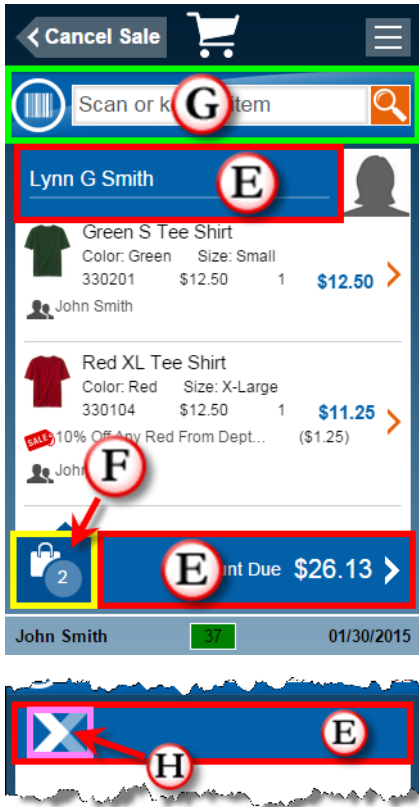 Cancel Sale
Scan or k G item
Lynn G Smith E
Green S Tee Shirt
Color: Green Size: Small
330201 $12.50 1 $12.50
John Smith
Red XL Tee Shirt
Color: Red Size: X-Large
330104 $12.50 1 $11.25
SALE 10% Off Any Red From Dept... ($1.25)
John
F
2 E unt Due $26.13
John Smith 37 01/30/2015
E
H